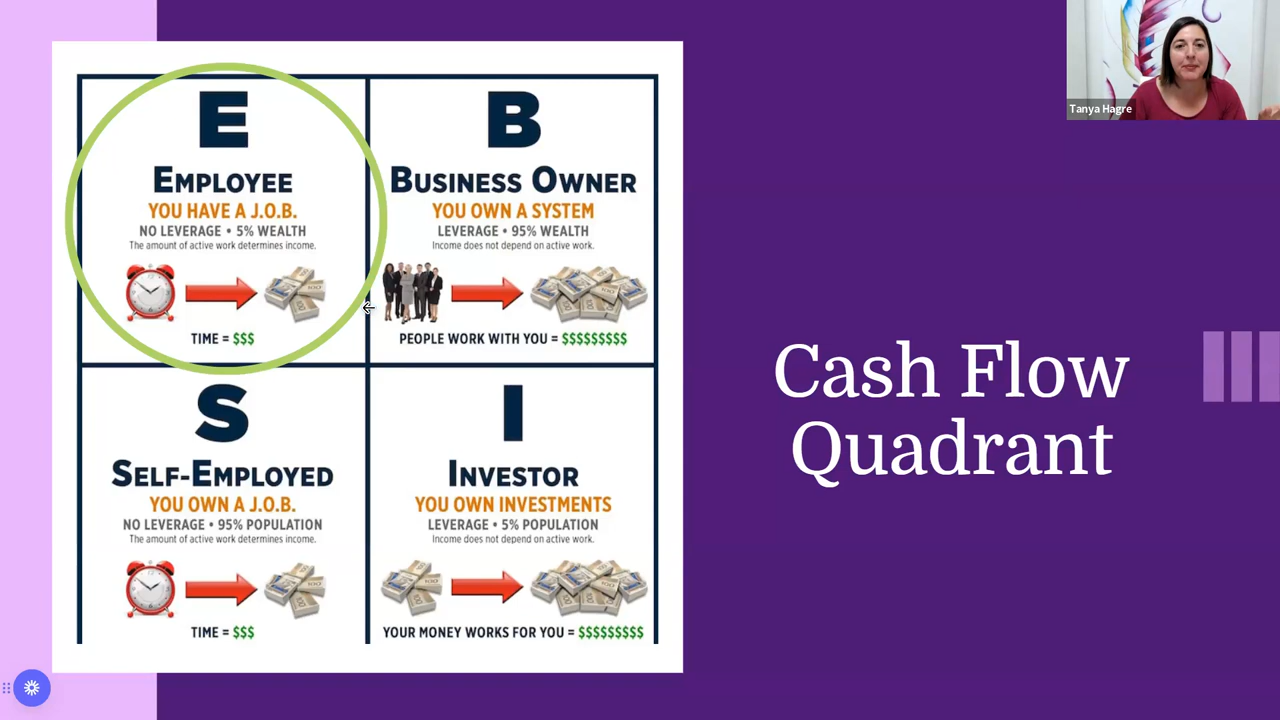 E
EMPLOYEE
YOU HAVE A J.O.B.
NO LEVERAGE • 5% WEALTH
The amount of active work determines income.
TIME = $$$
B
BUSINESS OWNER
YOU OWN A SYSTEM
LEVERAGE • 95% WEALTH
Income does not depend on active work.
PEOPLE WORK WITH YOU = $$$$$$$$$
S
SELF-EMPLOYED
YOU OWN A J.O.B.
NO LEVERAGE • 95% POPULATION
The amount of active work determines income.
TIME = $$$
I
INVESTOR
YOU OWN INVESTMENTS
LEVERAGE • 5% POPULATION
Income does not depend on active work.
YOUR MONEY WORKS FOR YOU = $$$$$$$$$
Cash Flow
Quadrant
Tanya Hagre